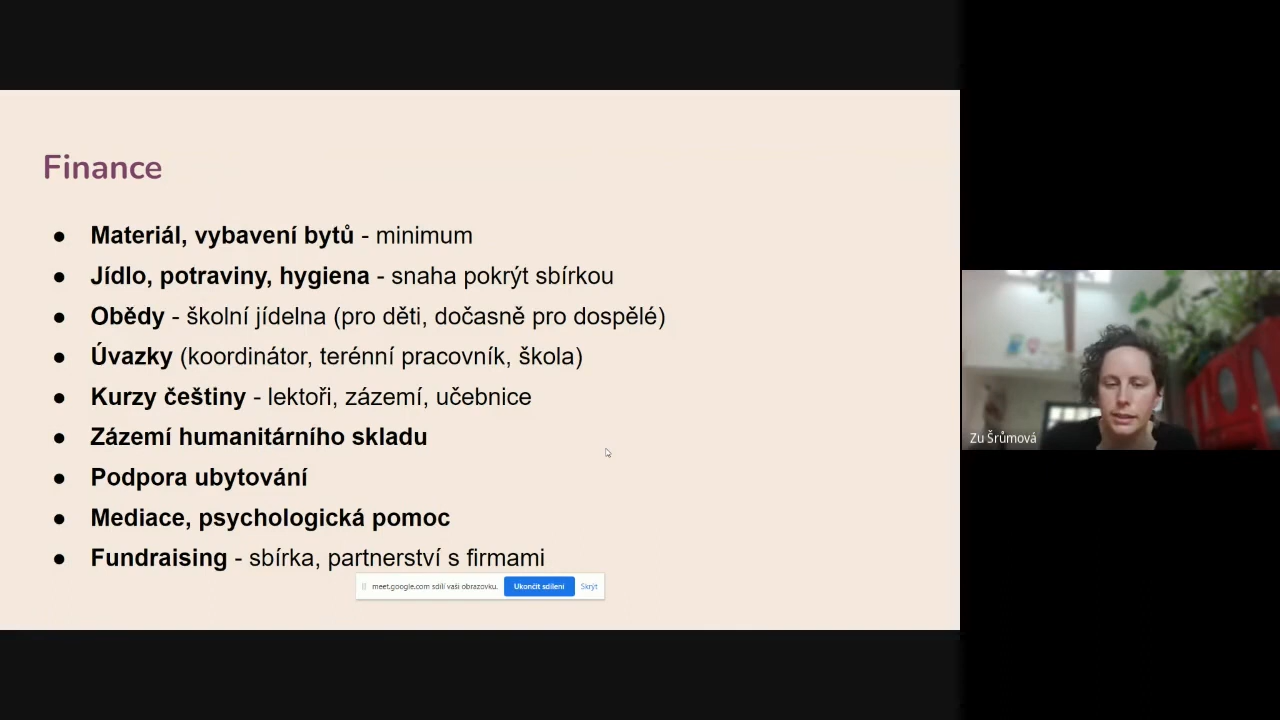 Finance
● Materiál, vybavení bytů - minimum
● Jídlo, potraviny, hygiena - snaha pokrýt sbírkou
● Obědy - školní jídelna (pro děti, dočasně pro dospělé)
● Úvazky (koordinátor, terénní pracovník, škola)
● Kurzy češtiny - lektoři, zázemí, učebnice
● Zázemí humanitárního skladu
● Podpora ubytování
● Mediace, psychologická pomoc
● Fundraising - sbírka, partnerství s firmami
meet.google.com sdílí vaši obrazovku. Ukončit sdílení Skrýt
Zu Šrůmová